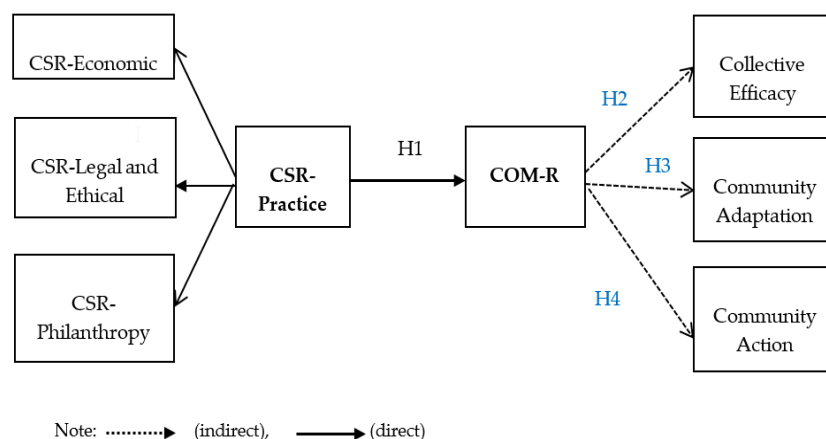 CSR-Economic
CSR-Legal and
Ethical
CSR-
Philanthropy
CSR-
Practice
H1
COM-R
H2
H3
H4
Collective
Efficacy
Community
Adaptation
Community
Action
Note: (indirect), (direct)